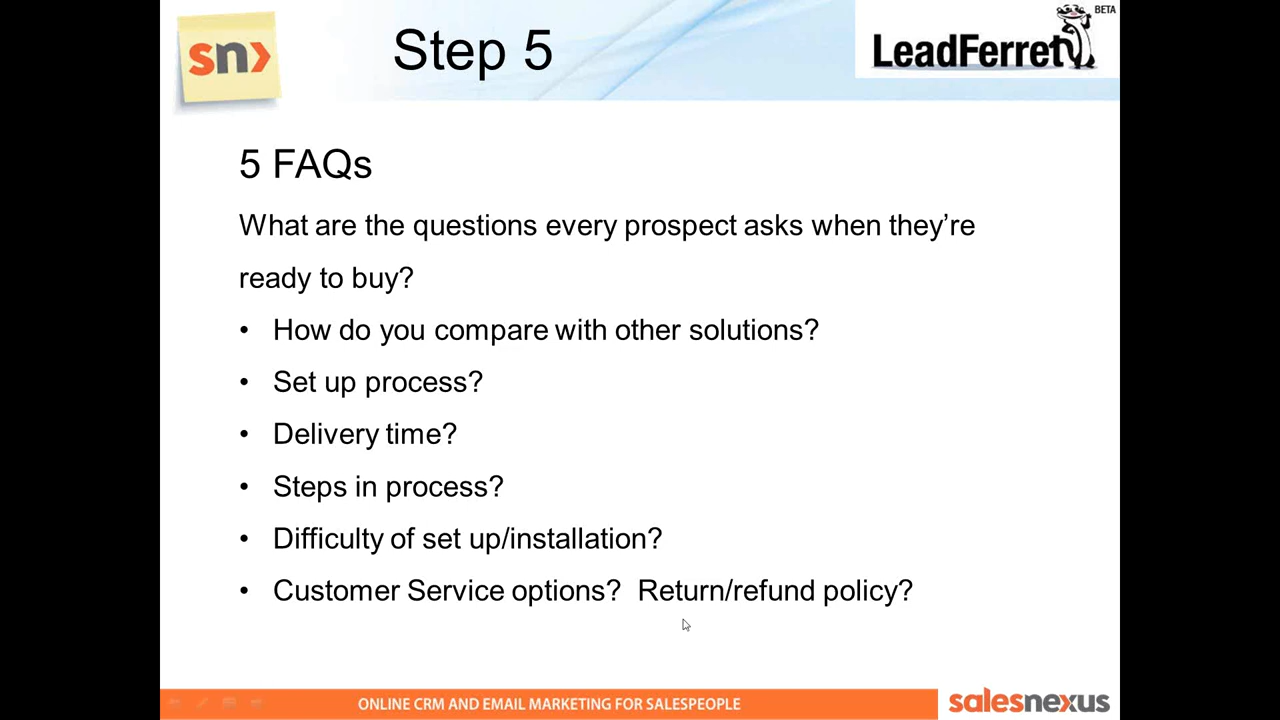 sn>
Step 5
LeadFerret
BETA
5 FAQs
What are the questions every prospect asks when they’re
ready to buy?
• How do you compare with other solutions?
• Set up process?
• Delivery time?
• Steps in process?
• Difficulty of set up/installation?
• Customer Service options?  Return/refund policy?
ONLINE CRM AND EMAIL MARKETING FOR SALESPEOPLE
salesnexus